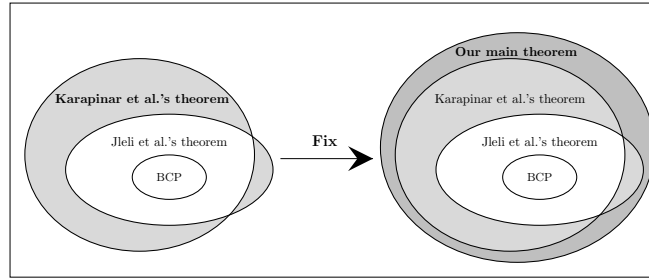 Karapinar et al.'s theorem
Jleli et al.'s theorem
BCP
Fix
Our main theorem
Karapinar et al.'s theorem
Jleli et al.'s theorem
BCP